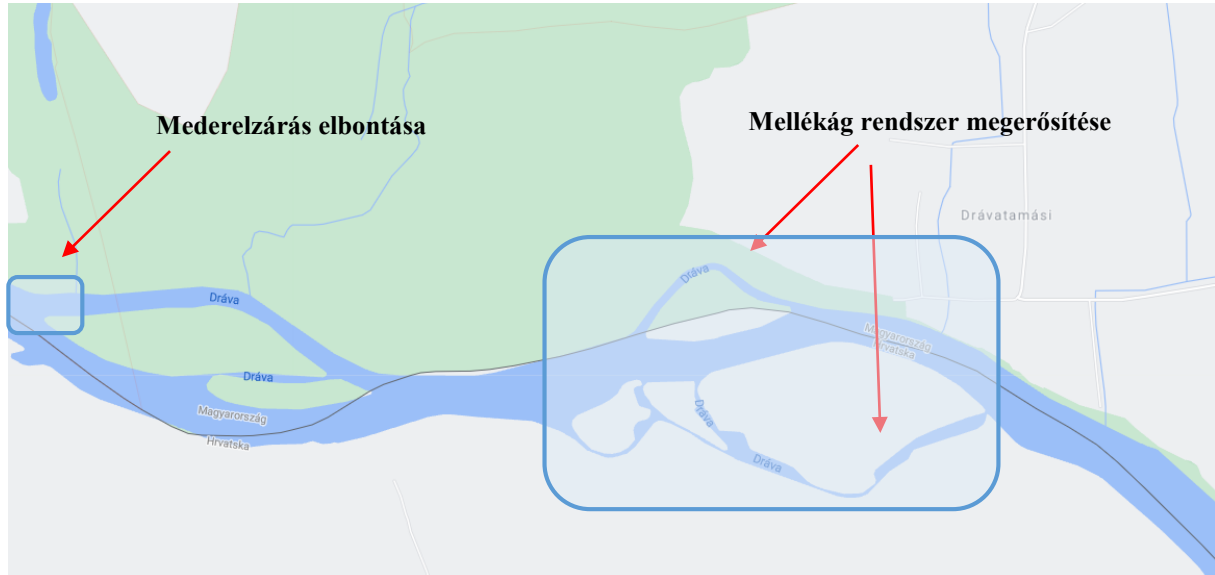 Mederelzárás elbontása
Mellékág rendszer megerősítése
Drávatamási
Dráva
Dráva
Magyarország
Hrvatska
Dráva
Magyarország
Hrvatska
Dráva
Dráva